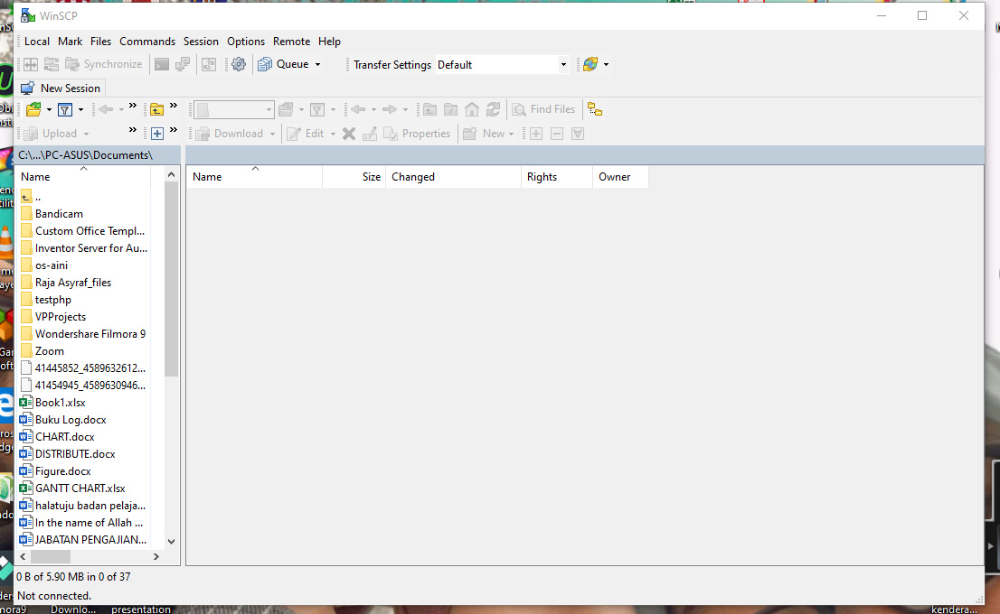 WinSCP
Local Mark Files Commands Session Options Remote Help
Synchronize Queue Transfer Settings Default
New Session
Find Files
Upload Download Edit Properties New
C:\...\PC-ASUS\Documents\
Name Name Size Changed Rights Owner
..
Bandicam
Custom Office Templ...
Inventor Server for Au...
os-aini
Raja Asyraf_files
testphp
VPProjects
Wondershare Filmora 9
Zoom
41445852_4589632612...
41454945_4589630946...
Book1.xlsx
Buku Log.docx
CHART.docx
DISTRIBUTE.docx
Figure.docx
GANTT CHART.xlsx
halatuju badan pelaja...
In the name of Allah ...
JABATAN PENGAJIAN...
0 B of 5.90 MB in 0 of 37
Not connected.
mora9 Downlo... presentation kendera...